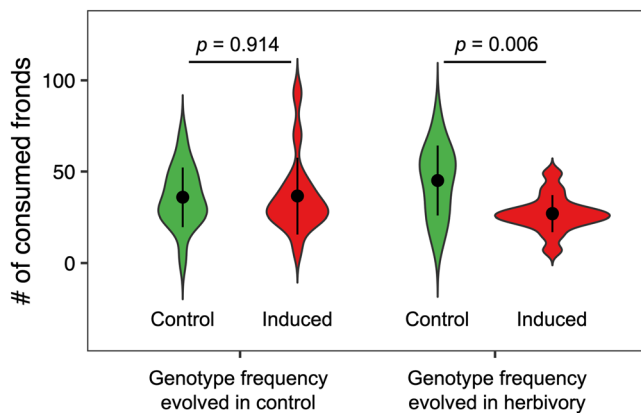 p = 0.914
p = 0.006
# of consumed fronds
100
50
0
Control
Induced
Control
Induced
Genotype frequency
evolved in control
Genotype frequency
evolved in herbivory